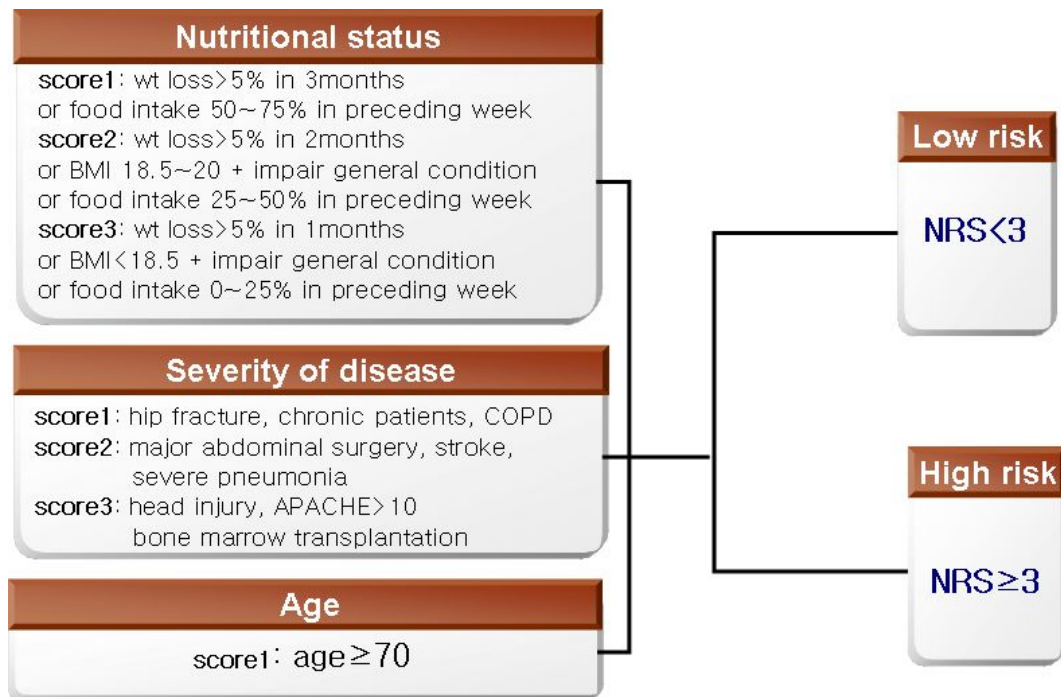 Nutritional status
score1: wt loss>5% in 3months
or food intake 50~75% in preceding week
score2: wt loss>5% in 2months
or BMI 18.5~20 + impair general condition
or food intake 25~50% in preceding week
score3: wt loss>5% in 1months
or BMI<18.5 + impair general condition
or food intake 0~25% in preceding week
Severity of disease
score1: hip fracture, chronic patients, COPD
score2: major abdominal surgery, stroke,
severe pneumonia
score3: head injury, APACHE>10
bone marrow transplantation
Age
score1: age≥70
Low risk
NRS<3
High risk
NRS≥3